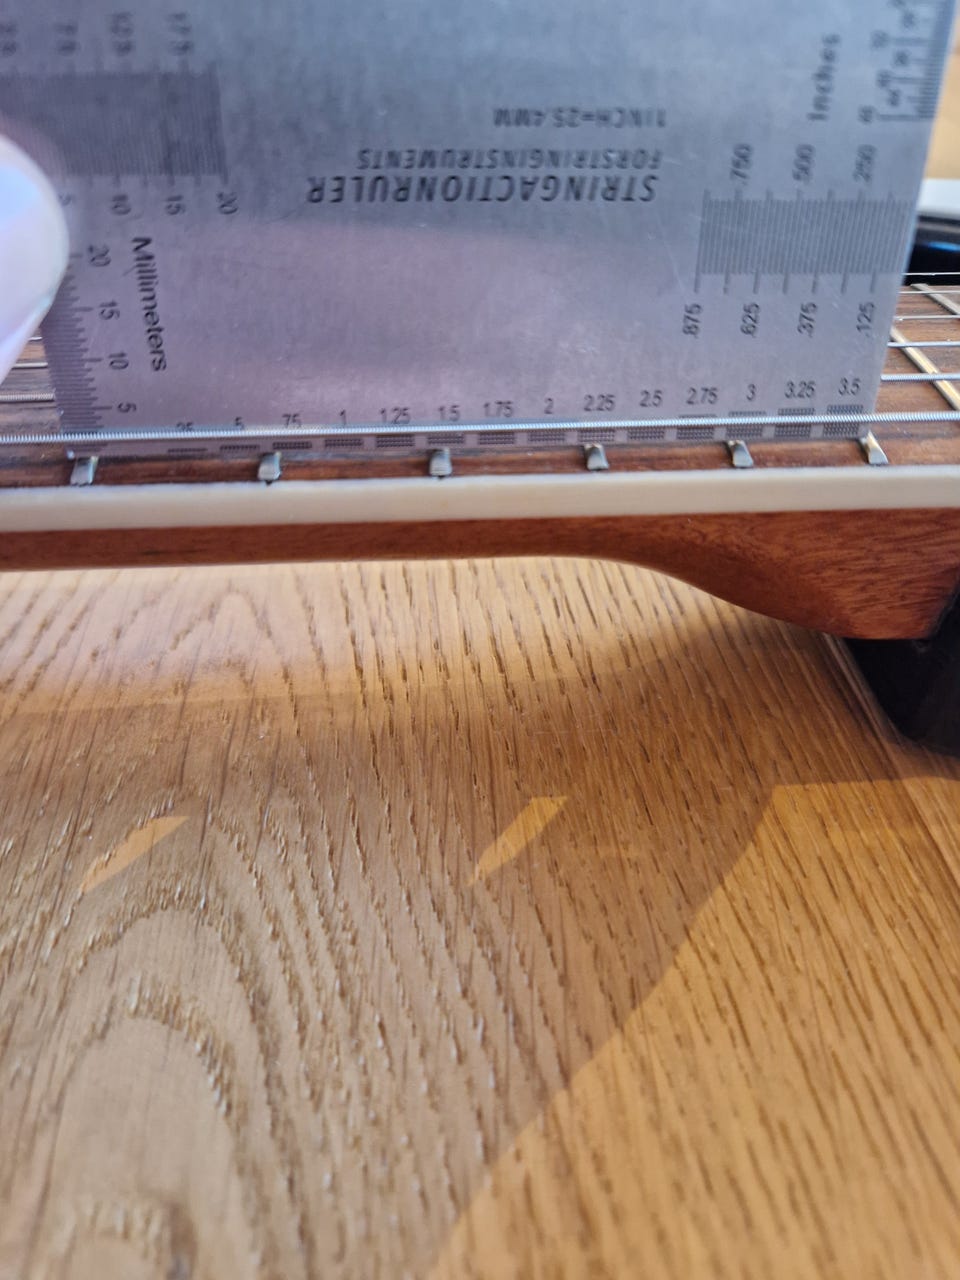 Inches
1INCH=25.4MM
FORSTRINGINSTRUMENTS
STRINGACTIONRULER
.750 .500 .250
.875 .625 .375 .125
15 20
10
Millimeters
20
15
10
5
5 75 1 1.25 1.5 1.75 2 2.25 2.5 2.75 3 3.25 3.5